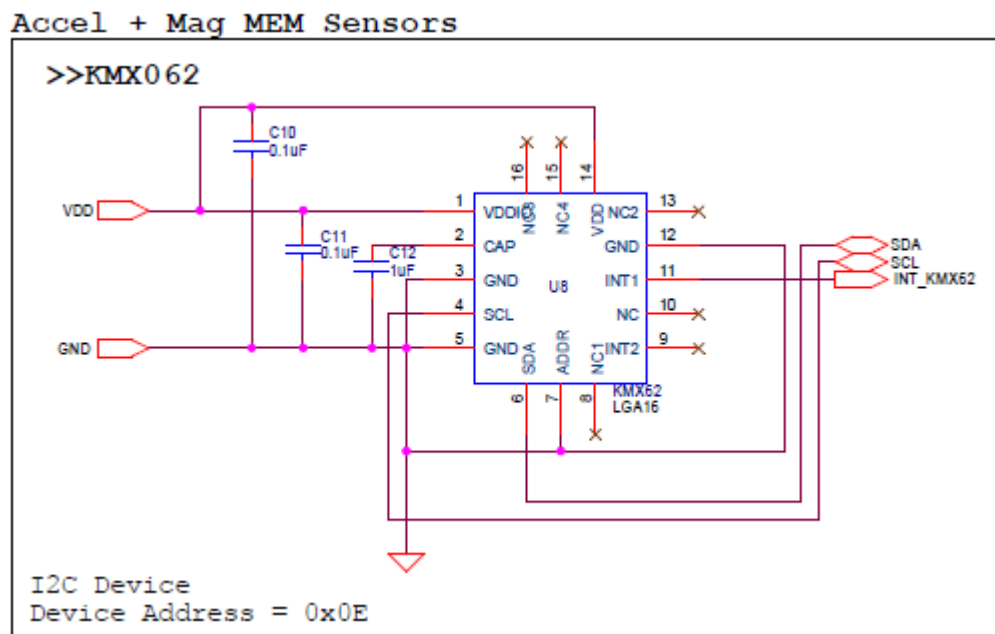 Accel + Mag MEM Sensors
>>KMX062
C10
0.1uF
16
15
14
VDD
1
VDDIO
NC3
NC4
VDD
NC2
13
C11
0.1uF
C12
1uF
2
CAP
GND
12
SDA
SCL
INT_KMX62
3
GND
U8
INT1
11
4
SCL
NC
10
GND
5
GND
SDA
ADDR
NC1
INT2
9
6
7
8
KMX62
LGA16
I2C Device
Device Address = 0x0E